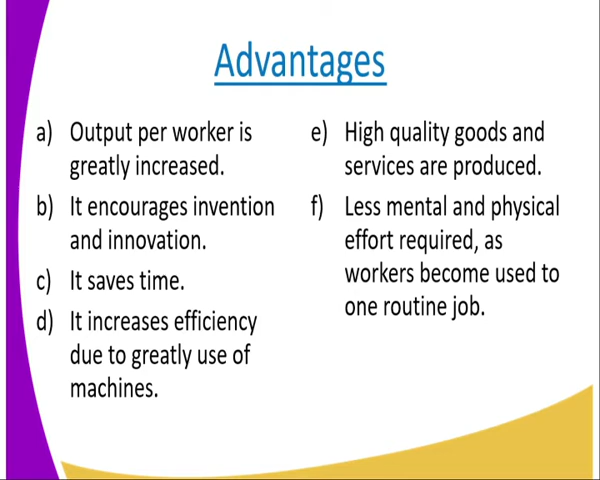 Advantages
a) Output per worker is
greatly increased.
b) It encourages invention
and innovation.
c) It saves time.
d) It increases efficiency
due to greatly use of
machines.
e) High quality goods and
services are produced.
f) Less mental and physical
effort required, as
workers become used to
one routine job.